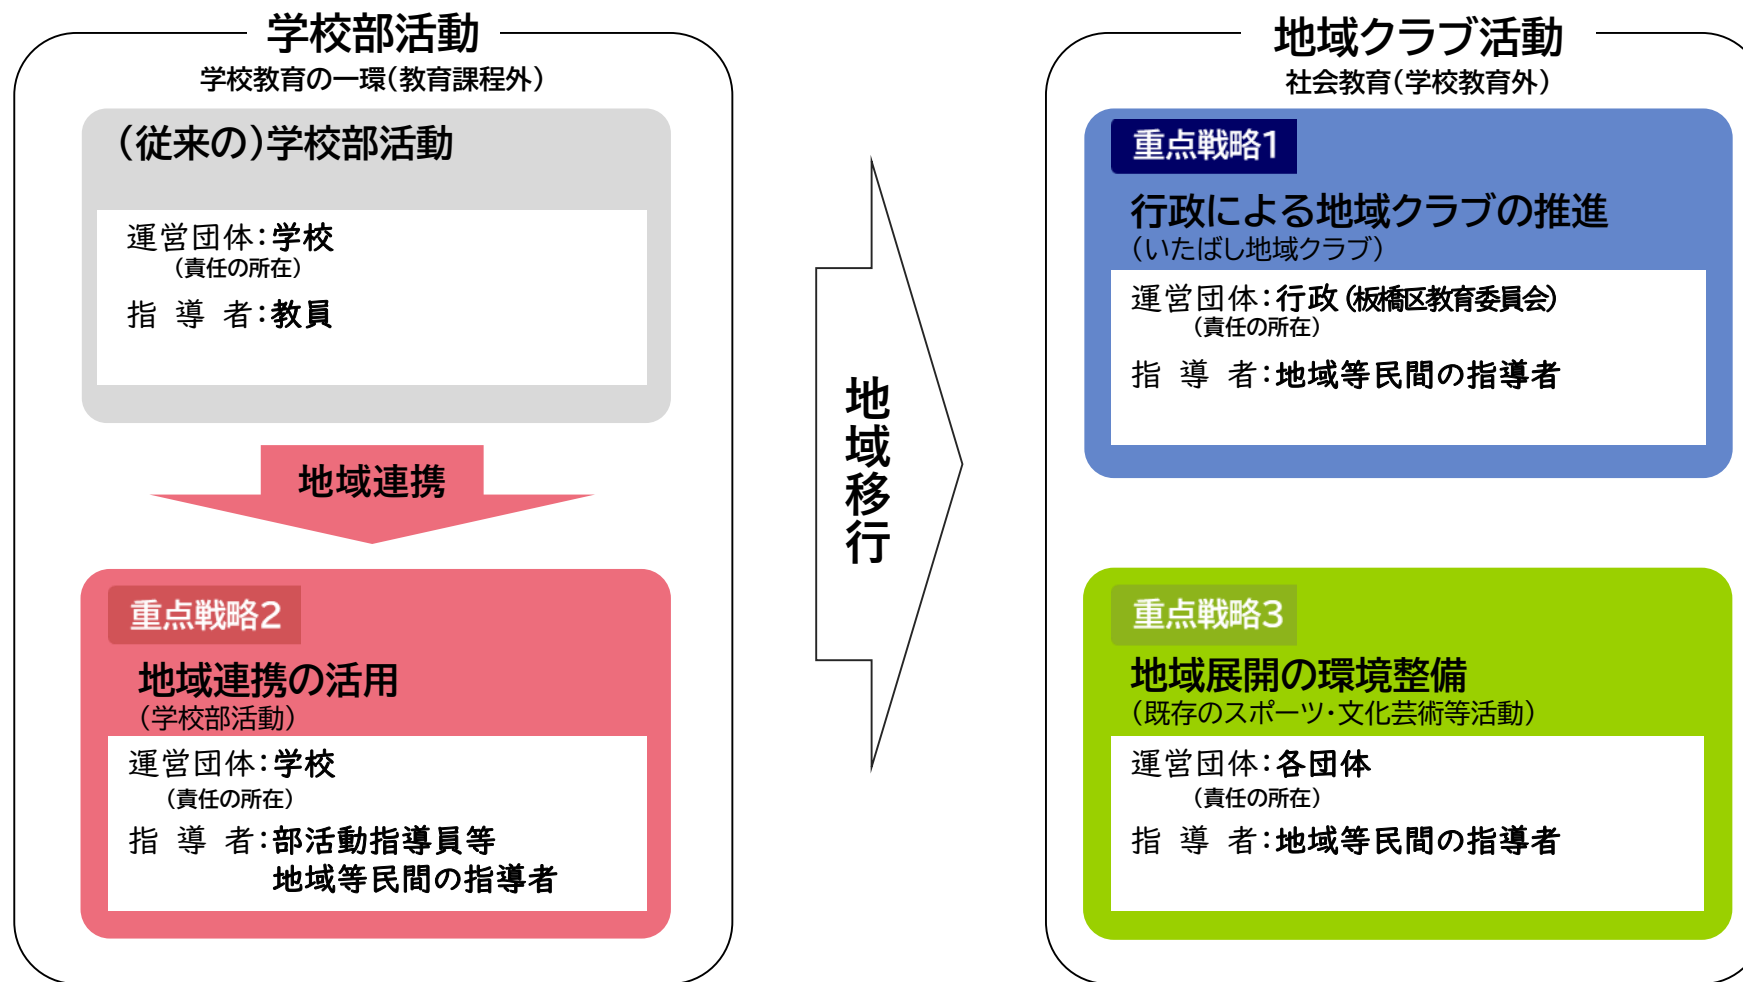 学校部活動
学校教育の一環(教育課程外)
(従来の)学校部活動
運営団体:学校
(責任の所在)
指 導 者:教員
地域連携
重点戦略2
地域連携の活用
(学校部活動)
運営団体:学校
(責任の所在)
指 導 者:部活動指導員等
地域等民間の指導者
地域移行
地域クラブ活動
社会教育(学校教育外)
重点戦略1
行政による地域クラブの推進
(いたばし地域クラブ)
運営団体:行政(板橋区教育委員会)
(責任の所在)
指 導 者:地域等民間の指導者
重点戦略3
地域展開の環境整備
(既存のスポーツ・文化芸術等活動)
運営団体:各団体
(責任の所在)
指 導 者:地域等民間の指導者